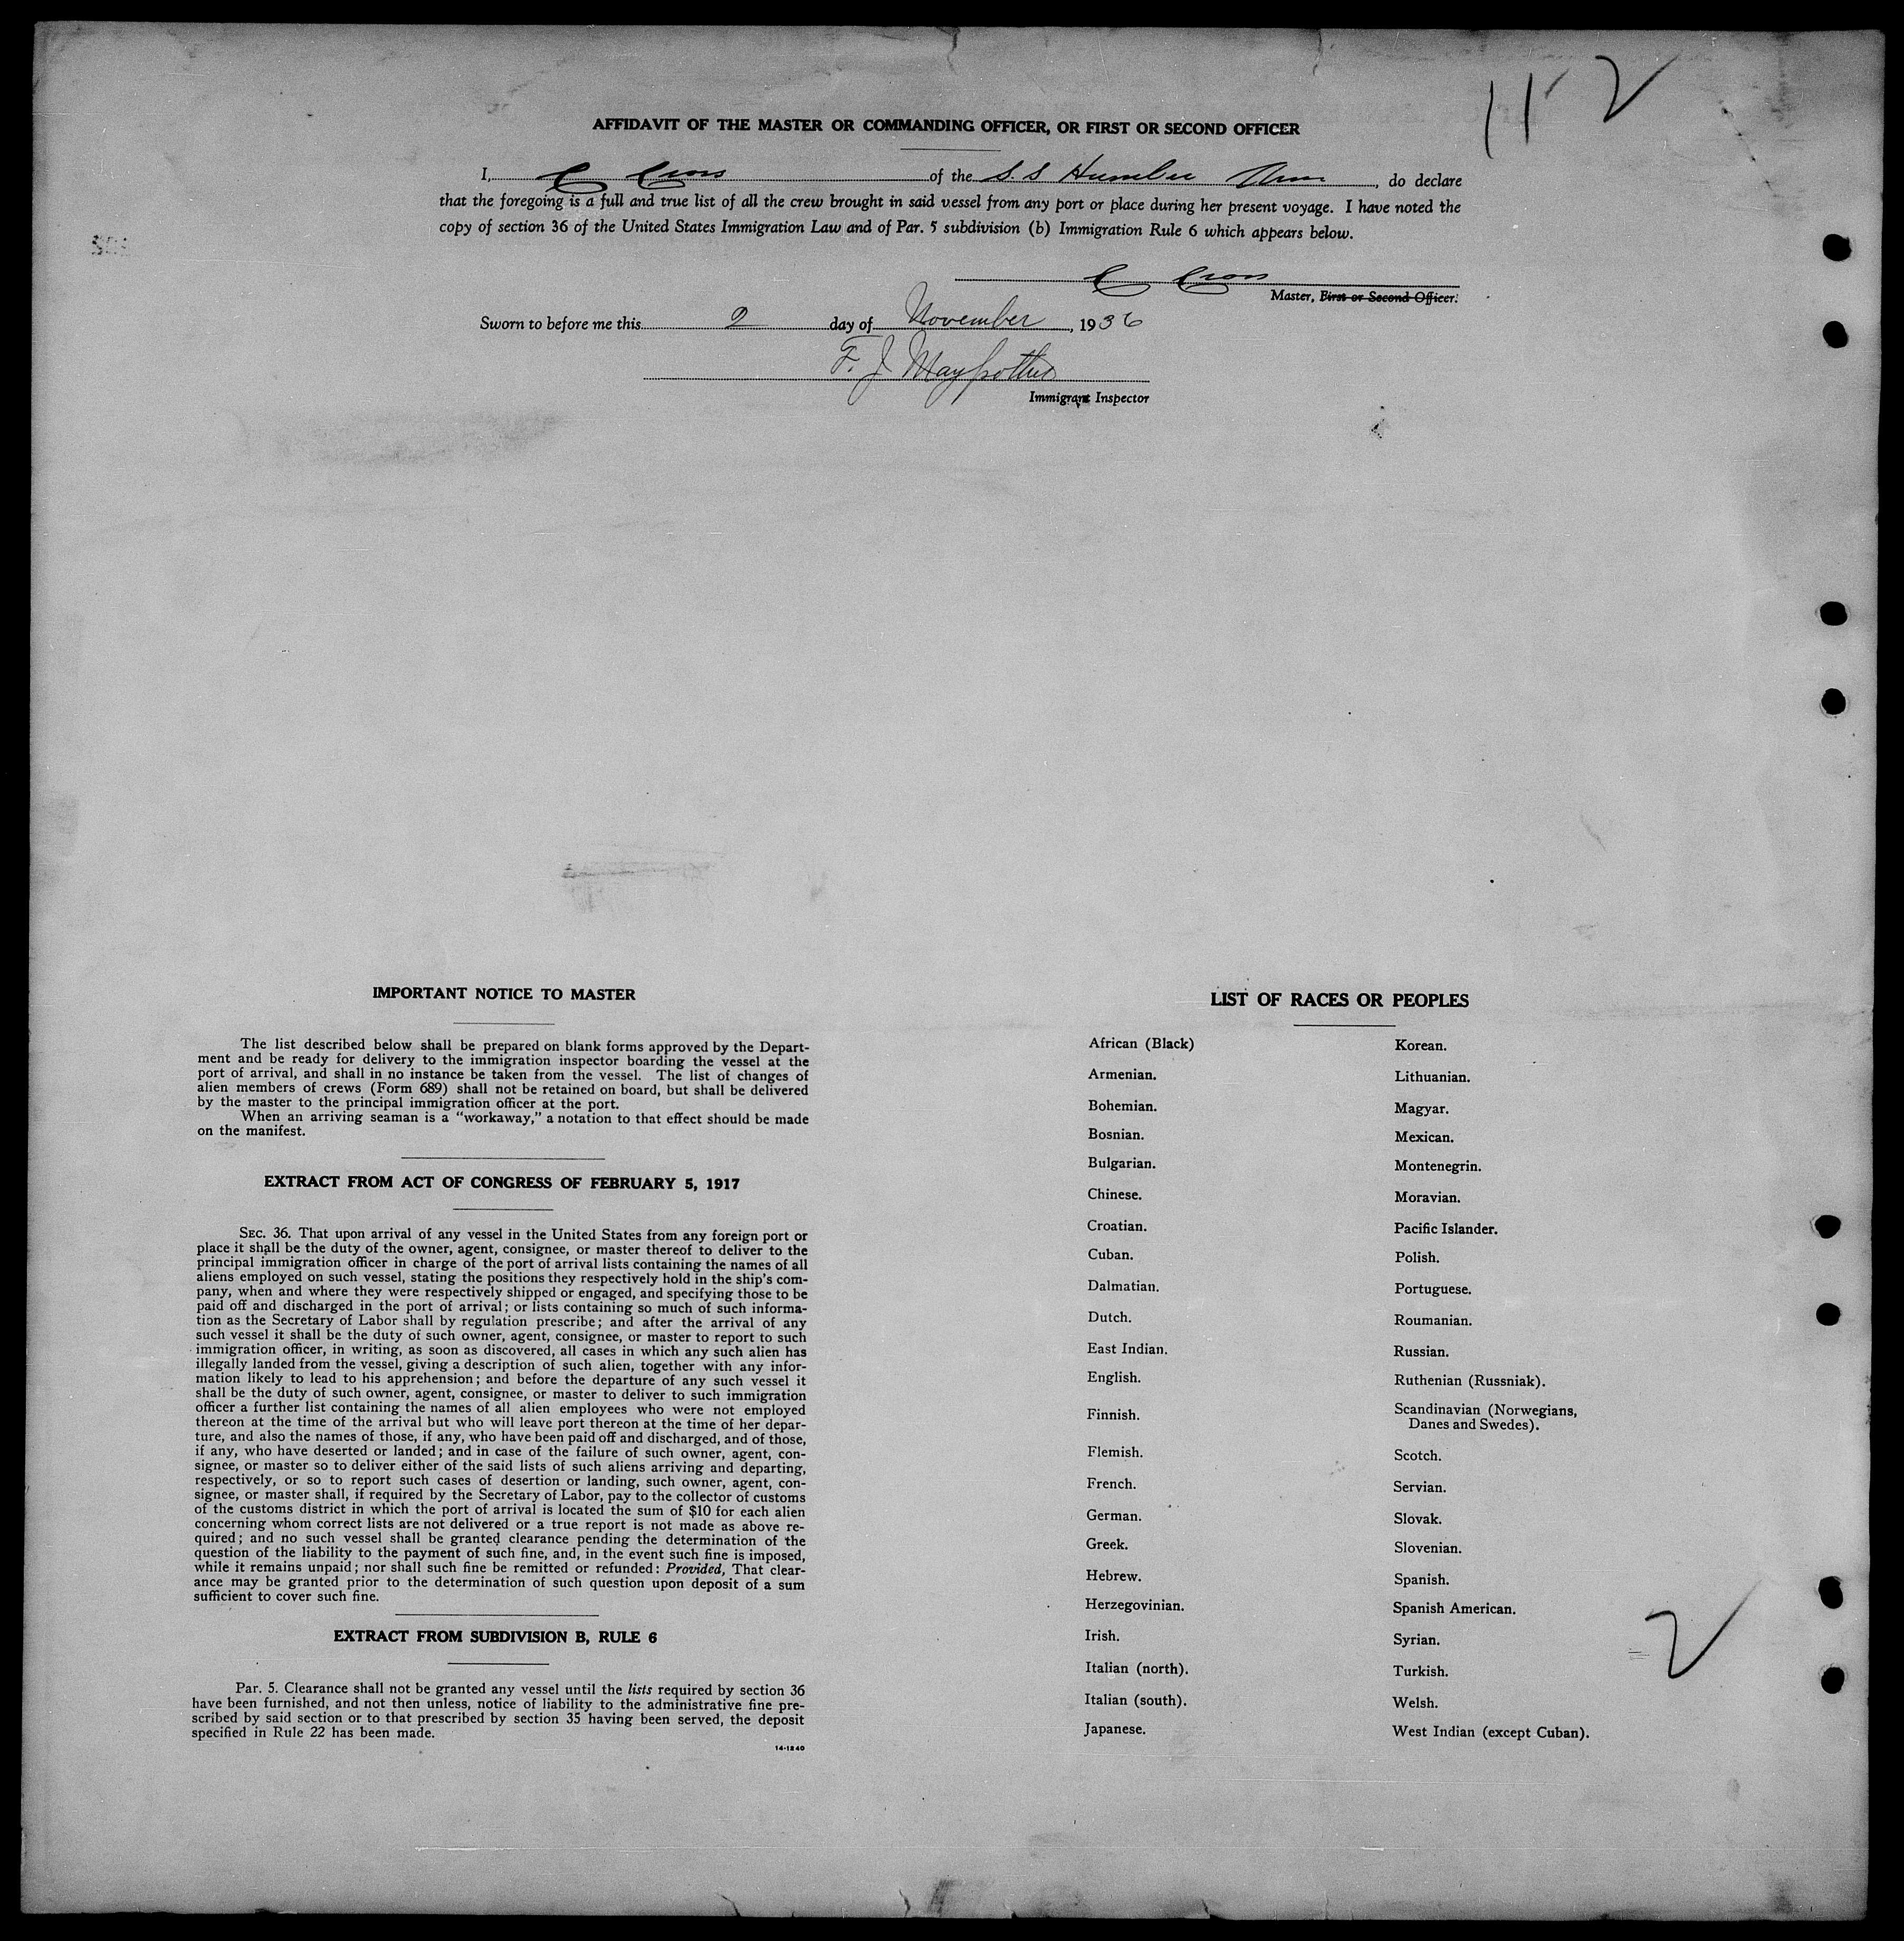 11 2
AFFIDAVIT OF THE MASTER OR COMMANDING OFFICER, OR FIRST OR SECOND OFFICER
I, C Cross of the S.S Humber Arm, do declare
that the foregoing is a full and true list of all the crew brought in said vessel from any port or place during her present voyage. I have noted the
copy of section 36 of the United States Immigration Law and of Par. 5 subdivision (b) Immigration Rule 6 which appears below.
C Cross
Master, First or Second Officer.
Sworn to before me this 2 day of November, 1936
F. J. Maypother
Immigrant Inspector
IMPORTANT NOTICE TO MASTER
The list described below shall be prepared on blank forms approved by the Depart-
ment and be ready for delivery to the immigration inspector boarding the vessel at the
port of arrival, and shall in no instance be taken from the vessel. The list of changes of
alien members of crews (Form 689) shall not be retained on board, but shall be delivered
by the master to the principal immigration officer at the port.
When an arriving seaman is a “workaway,” a notation to that effect should be made
on the manifest.
EXTRACT FROM ACT OF CONGRESS OF FEBRUARY 5, 1917
SEC. 36. That upon arrival of any vessel in the United States from any foreign port or
place it shall be the duty of the owner, agent, consignee, or master thereof to deliver to the
principal immigration officer in charge of the port of arrival lists containing the names of all
aliens employed on such vessel, stating the positions they respectively hold in the ship's com-
pany, when and where they were respectively shipped or engaged, and specifying those to be
paid off and discharged in the port of arrival; or lists containing so much of such informa-
tion as the Secretary of Labor shall by regulation prescribe; and after the arrival of any
such vessel it shall be the duty of such owner, agent, consignee, or master to report to such
immigration officer, in writing, as soon as discovered, all cases in which any such alien has
illegally landed from the vessel, giving a description of such alien, together with any infor-
mation likely to lead to his apprehension; and before the departure of any such vessel it
shall be the duty of such owner, agent, consignee, or master to deliver to such immigration
officer a further list containing the names of all alien employees who were not employed
thereon at the time of the arrival but who will leave port thereon at the time of her depar-
ture, and also the names of those, if any, who have been paid off and discharged, and of those,
if any, who have deserted or landed; and in case of the failure of such owner, agent, con-
signee, or master so to deliver either of the said lists of such aliens arriving and departing,
respectively, or so to report such cases of desertion or landing, such owner, agent, con-
signee, or master shall, if required by the Secretary of Labor, pay to the collector of customs
of the customs district in which the port of arrival is located the sum of $10 for each alien
concerning whom correct lists are not delivered or a true report is not made as above re-
quired; and no such vessel shall be granted clearance pending the determination of the
question of the liability to the payment of such fine, and, in the event such fine is imposed,
while it remains unpaid; nor shall such fine be remitted or refunded: Provided, That clear-
ance may be granted prior to the determination of such question upon deposit of a sum
sufficient to cover such fine.
EXTRACT FROM SUBDIVISION B, RULE 6
Par. 5. Clearance shall not be granted any vessel until the lists required by section 36
have been furnished, and not then unless, notice of liability to the administrative fine pre-
scribed by said section or to that prescribed by section 35 having been served, the deposit
specified in Rule 22 has been made.
14-1240
LIST OF RACES OR PEOPLES
African (Black)
Armenian.
Bohemian.
Bosnian.
Bulgarian.
Chinese.
Croatian.
Cuban.
Dalmatian.
Dutch.
East Indian.
English.
Finnish.
Flemish.
French.
German.
Greek.
Hebrew.
Herzegovinian.
Irish.
Italian (north).
Italian (south).
Japanese.
Korean.
Lithuanian.
Magyar.
Mexican.
Montenegrin.
Moravian.
Pacific Islander.
Polish.
Portuguese.
Roumanian.
Russian.
Ruthenian (Russniak).
Scandinavian (Norwegians,
Danes and Swedes).
Scotch.
Servian.
Slovak.
Slovenian.
Spanish.
Spanish American.
Syrian.
Turkish.
Welsh.
West Indian (except Cuban).
2